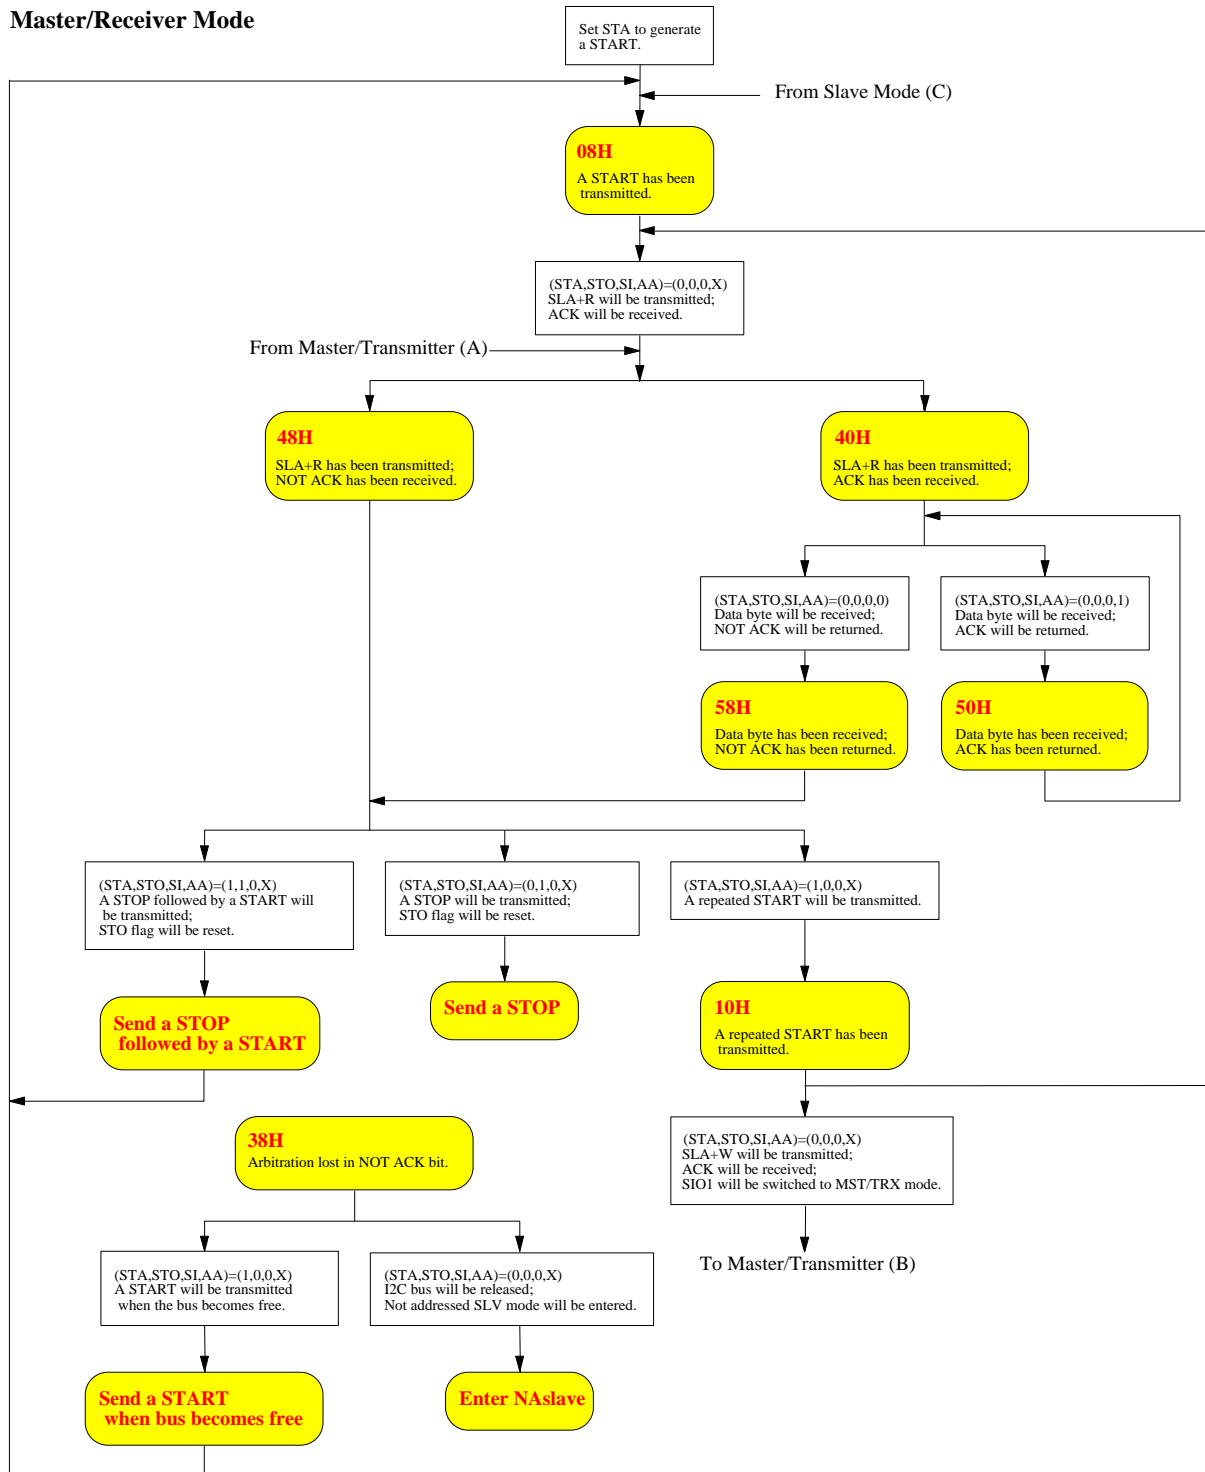 Master/Receiver Mode
Set STA to generate
a START.
From Slave Mode (C)
08H
A START has been
transmitted.
(STA,STO,SI,AA)=(0,0,0,X)
SLA+R will be transmitted;
ACK will be received.
From Master/Transmitter (A)
48H
SLA+R has been transmitted;
NOT ACK has been received.
40H
SLA+R has been transmitted;
ACK has been received.
(STA,STO,SI,AA)=(0,0,0,0)
Data byte will be received;
NOT ACK will be returned.
(STA,STO,SI,AA)=(0,0,0,1)
Data byte will be received;
ACK will be returned.
58H
Data byte has been received;
NOT ACK has been returned.
50H
Data byte has been received;
ACK has been returned.
(STA,STO,SI,AA)=(1,1,0,X)
A STOP followed by a START will
be transmitted;
STO flag will be reset.
(STA,STO,SI,AA)=(0,1,0,X)
A STOP will be transmitted;
STO flag will be reset.
(STA,STO,SI,AA)=(1,0,0,X)
A repeated START will be transmitted.
Send a STOP
followed by a START
Send a STOP
10H
A repeated START has been
transmitted.
38H
Arbitration lost in NOT ACK bit.
(STA,STO,SI,AA)=(0,0,0,X)
SLA+W will be transmitted;
ACK will be received;
SIO1 will be switched to MST/TRX mode.
To Master/Transmitter (B)
(STA,STO,SI,AA)=(1,0,0,X)
A START will be transmitted
when the bus becomes free.
(STA,STO,SI,AA)=(0,0,0,X)
I2C bus will be released;
Not addressed SLV mode will be entered.
Send a START
when bus becomes free
Enter NAslave